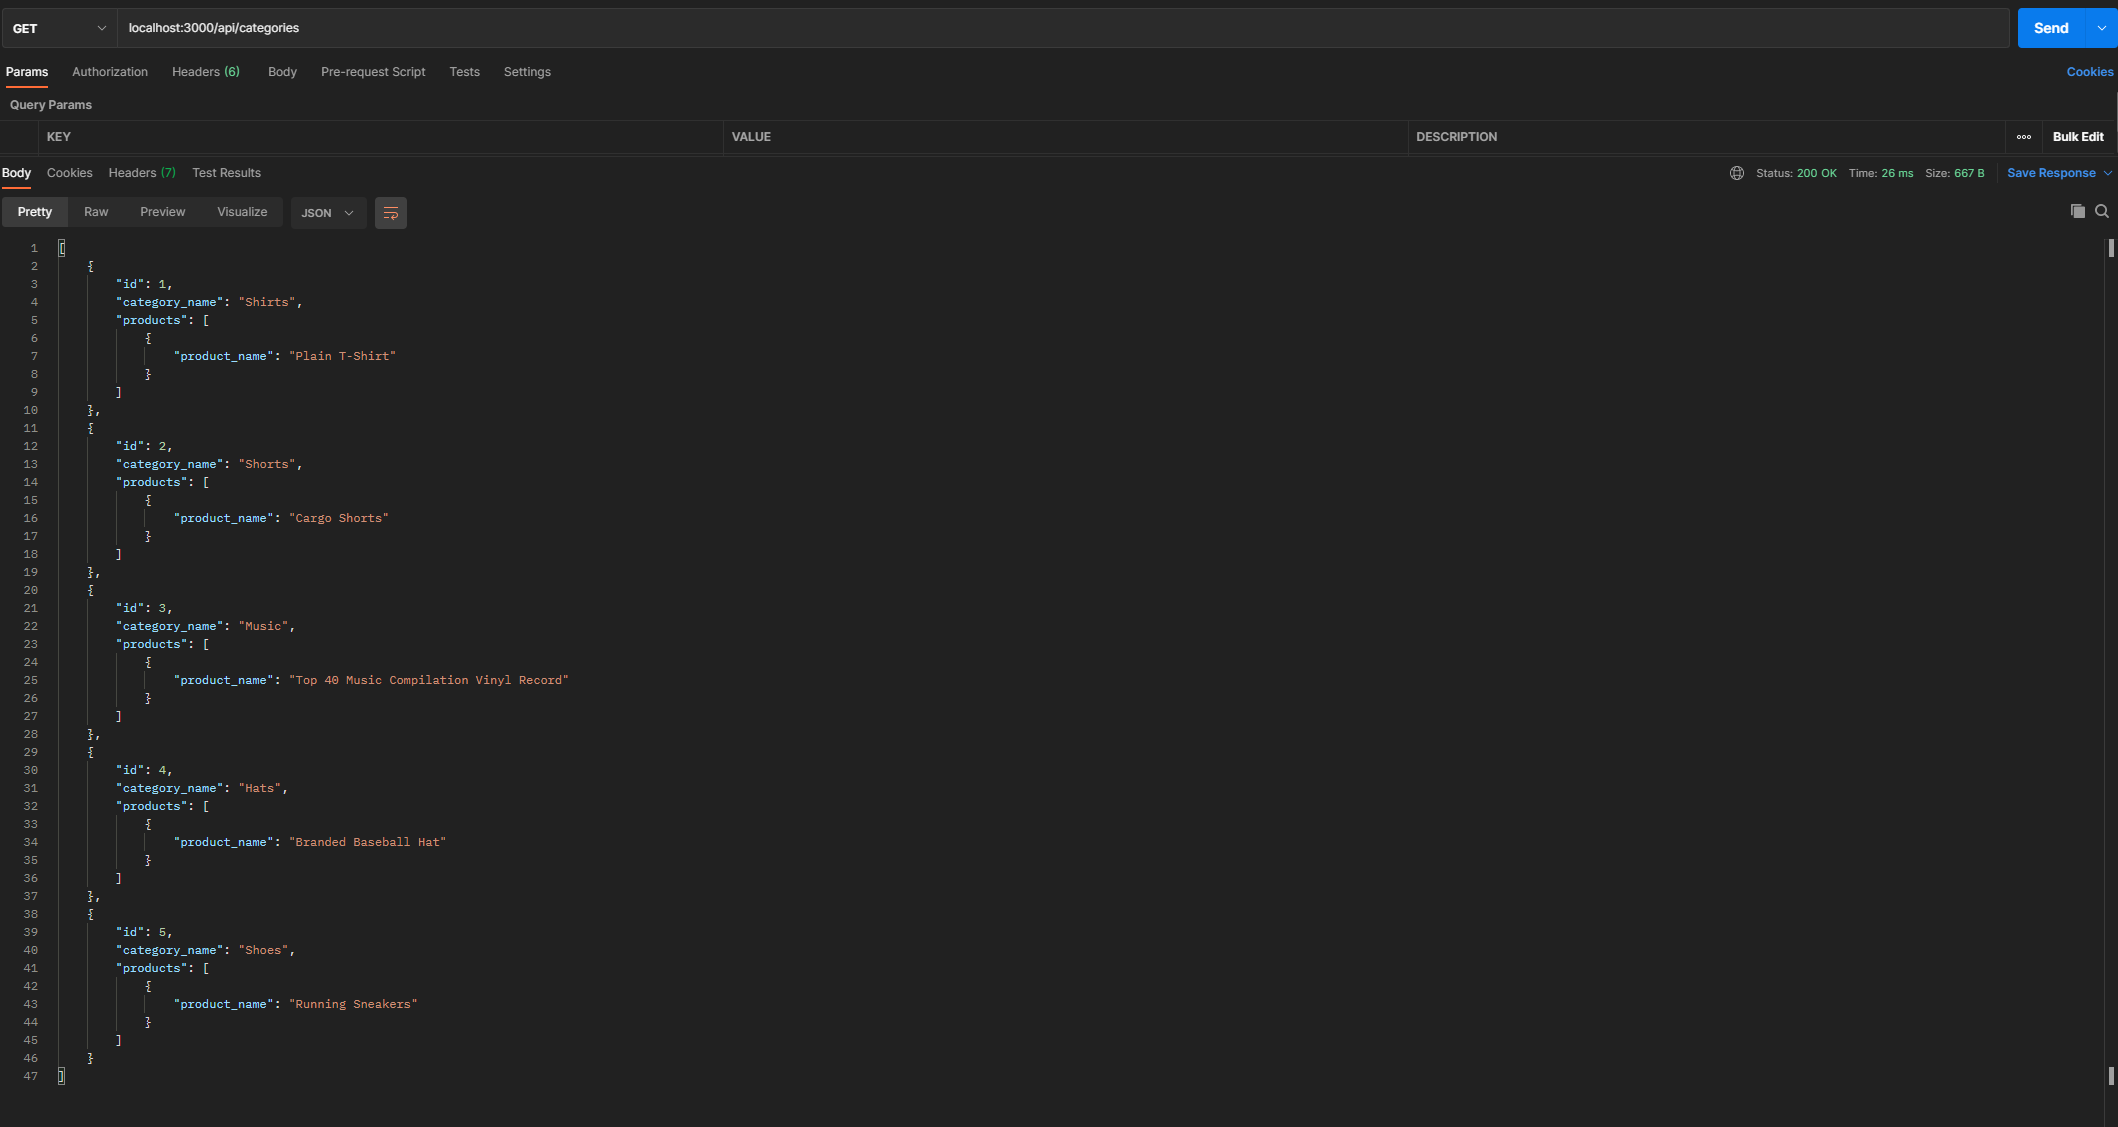 GET localhost:3000/api/categories Send
Params Authorization Headers (6) Body Pre-request Script Tests Settings Cookies
Query Params
KEY VALUE DESCRIPTION ooo Bulk Edit
Body Cookies Headers (7) Test Results Status: 200 OK Time: 26 ms Size: 667 B Save Response
Pretty Raw Preview Visualize JSON
1 [
2 {
3 "id": 1,
4 "category_name": "Shirts",
5 "products": [
6 {
7 "product_name": "Plain T-Shirt"
8 }
9 ]
10 },
11 {
12 "id": 2,
13 "category_name": "Shorts",
14 "products": [
15 {
16 "product_name": "Cargo Shorts"
17 }
18 ]
19 },
20 {
21 "id": 3,
22 "category_name": "Music",
23 "products": [
24 {
25 "product_name": "Top 40 Music Compilation Vinyl Record"
26 }
27 ]
28 },
29 {
30 "id": 4,
31 "category_name": "Hats",
32 "products": [
33 {
34 "product_name": "Branded Baseball Hat"
35 }
36 ]
37 },
38 {
39 "id": 5,
40 "category_name": "Shoes",
41 "products": [
42 {
43 "product_name": "Running Sneakers"
44 }
45 ]
46 }
47 ]